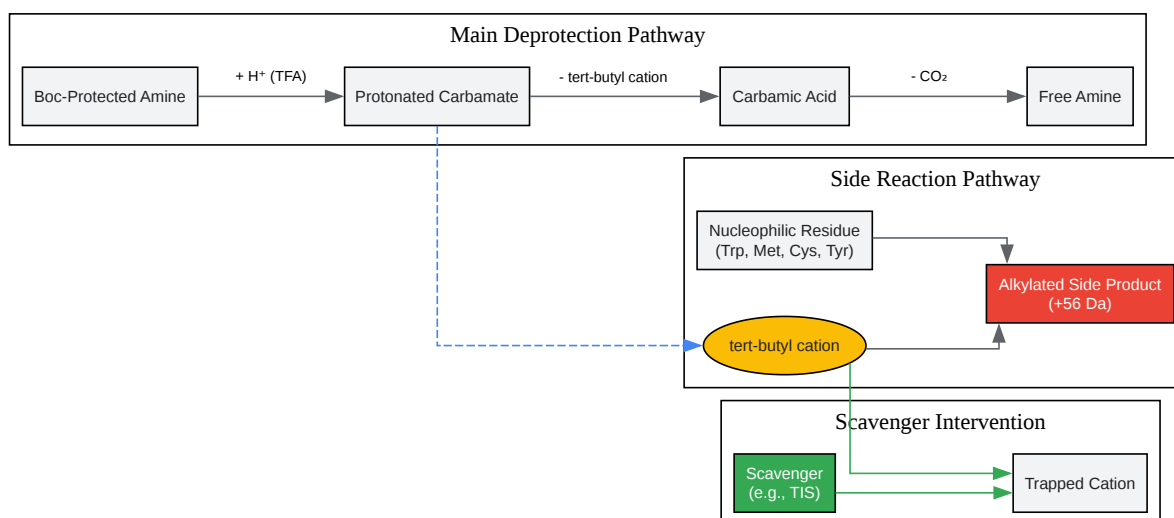 Main Deprotection Pathway
+ H⁺ (TFA)
- tert-butyl cation
- CO₂
Boc-Protected Amine
Protonated Carbamate
Carbamic Acid
Free Amine
Side Reaction Pathway
Nucleophilic Residue
(Trp, Met, Cys, Tyr)
Alkylated Side Product
(+56 Da)
tert-butyl cation
Scavenger Intervention
Scavenger
(e.g., TIS)
Trapped Cation